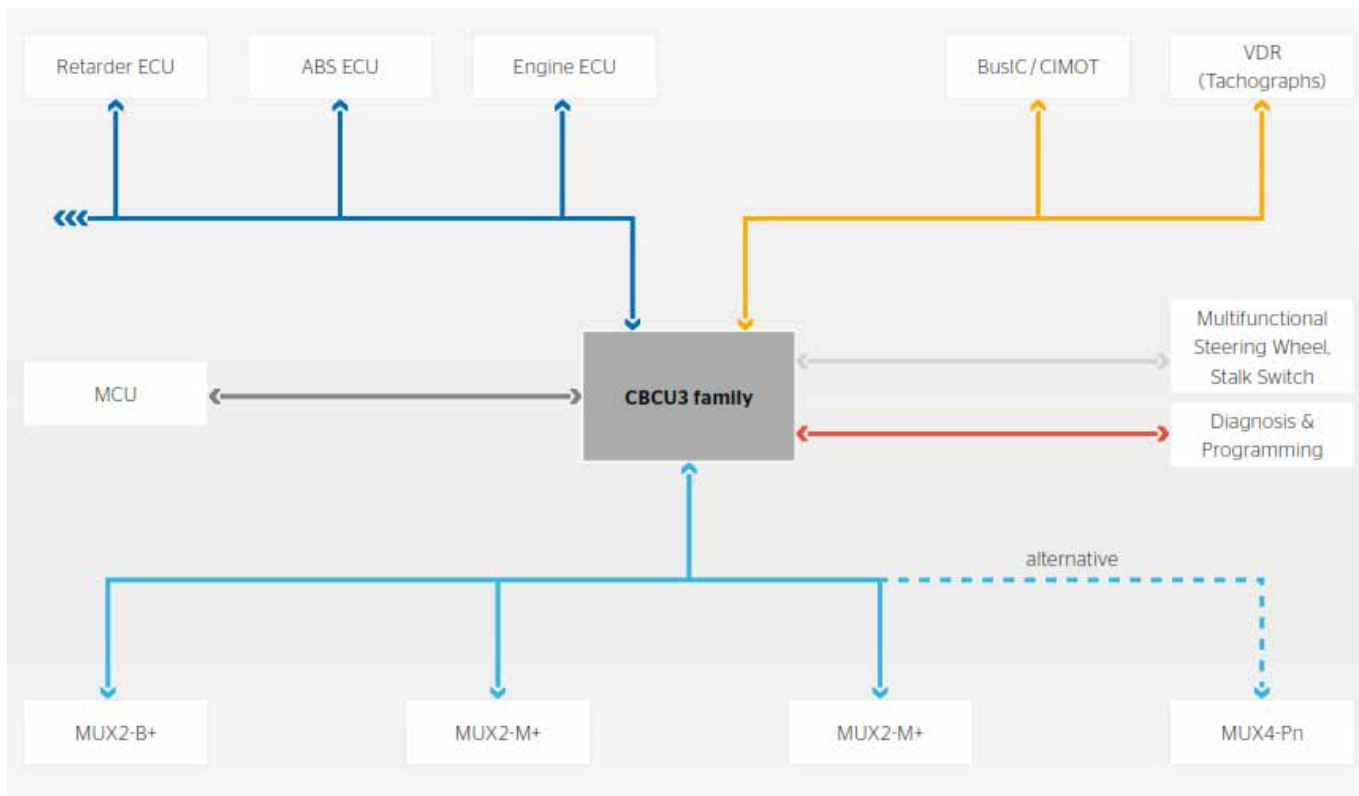 Retarder ECU
ABS ECU
Engine ECU
BusIC / CIMOT
VDR
(Tachographs)
Multifunctional
Steering Wheel,
Stalk Switch
MCU
CBCU3 family
Diagnosis &
Programming
alternative
MUX2-B+
MUX2-M+
MUX2-M+
MUX4-Pn